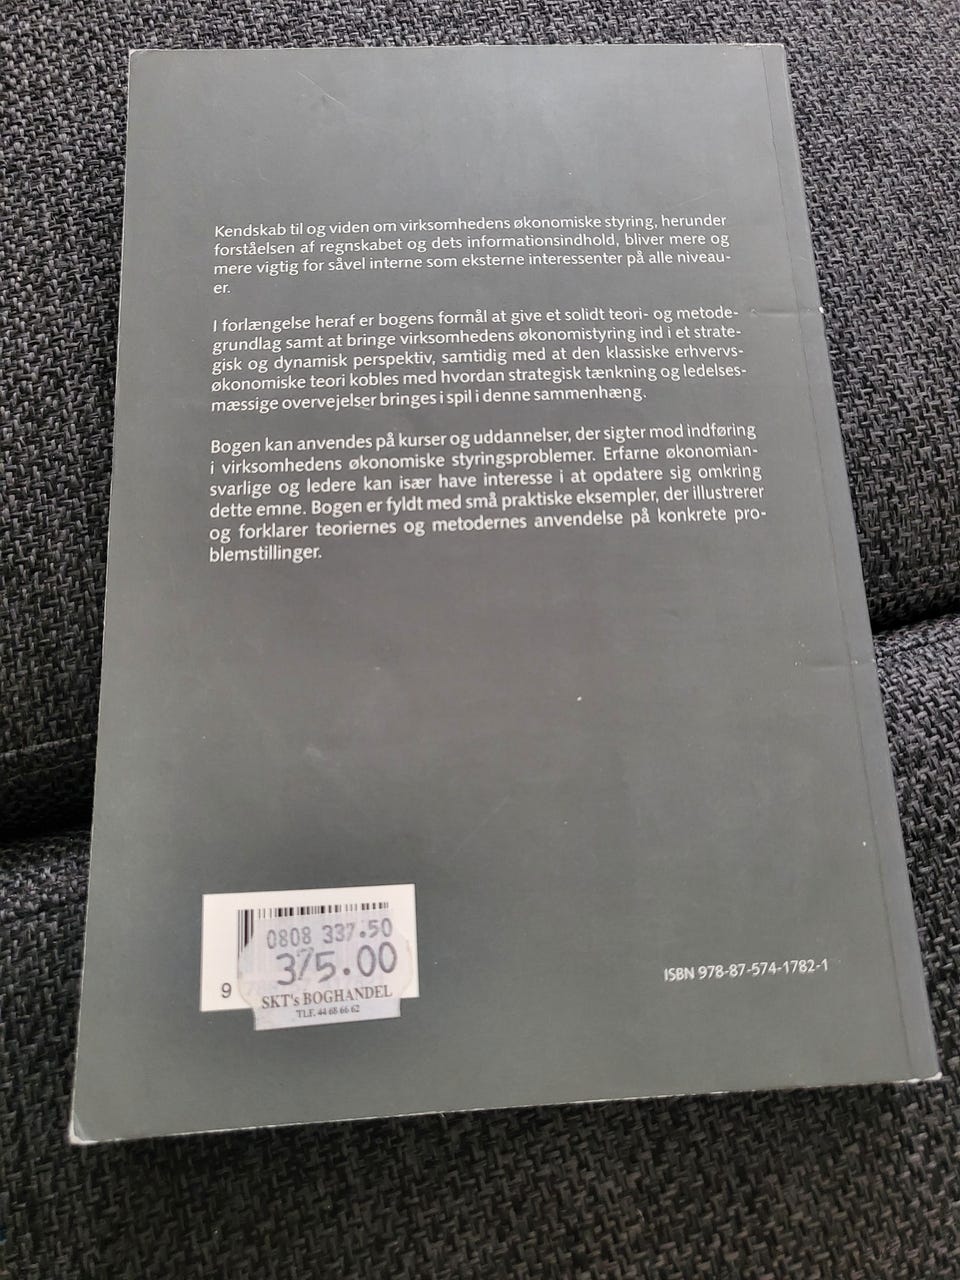 Kendskab til og viden om virksomhedens økonomiske styring, herunder
forståelsen af regnskabet og dets informationsindhold, bliver mere og
mere vigtig for såvel interne som eksterne interessenter på alle niveau-
er.
I forlængelse heraf er bogens formål at give et solidt teori- og metode-
grundlag samt at bringe virksomhedens økonomistyring ind i et strate-
gisk og dynamisk perspektiv, samtidig med at den klassiske erhvervs-
økonomiske teori kobles med hvordan strategisk tænkning og ledelses-
mæssige overvejelser bringes i spil i denne sammenhæng.
Bogen kan anvendes på kurser og uddannelser, der sigter mod indføring
i virksomhedens økonomiske styringsproblemer. Erfarne økonomian-
svarlige og ledere kan især have interesse i at opdatere sig omkring
dette emne. Bogen er fyldt med små praktiske eksempler, der illustrerer
og forklarer teoriernes og metodernes anvendelse på konkrete pro-
blemstillinger.
0808 337.50
375.00
SKT's BOGHANDEL
TLF. 44 68 66 62
9
ISBN 978-87-574-1782-1